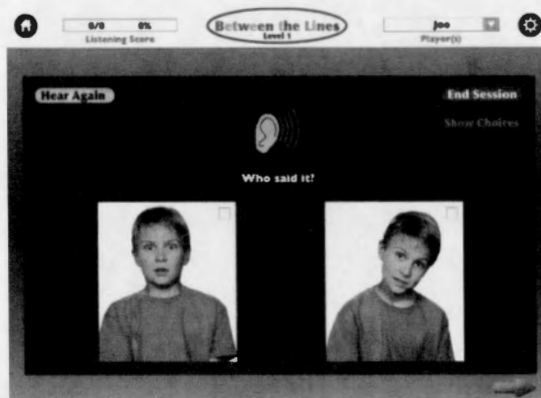 0/0 0%
Listening Score
Between the Lines
Level 1
Joe
Player(s)
Hear Again
End Session
Show Choices
Who said it?